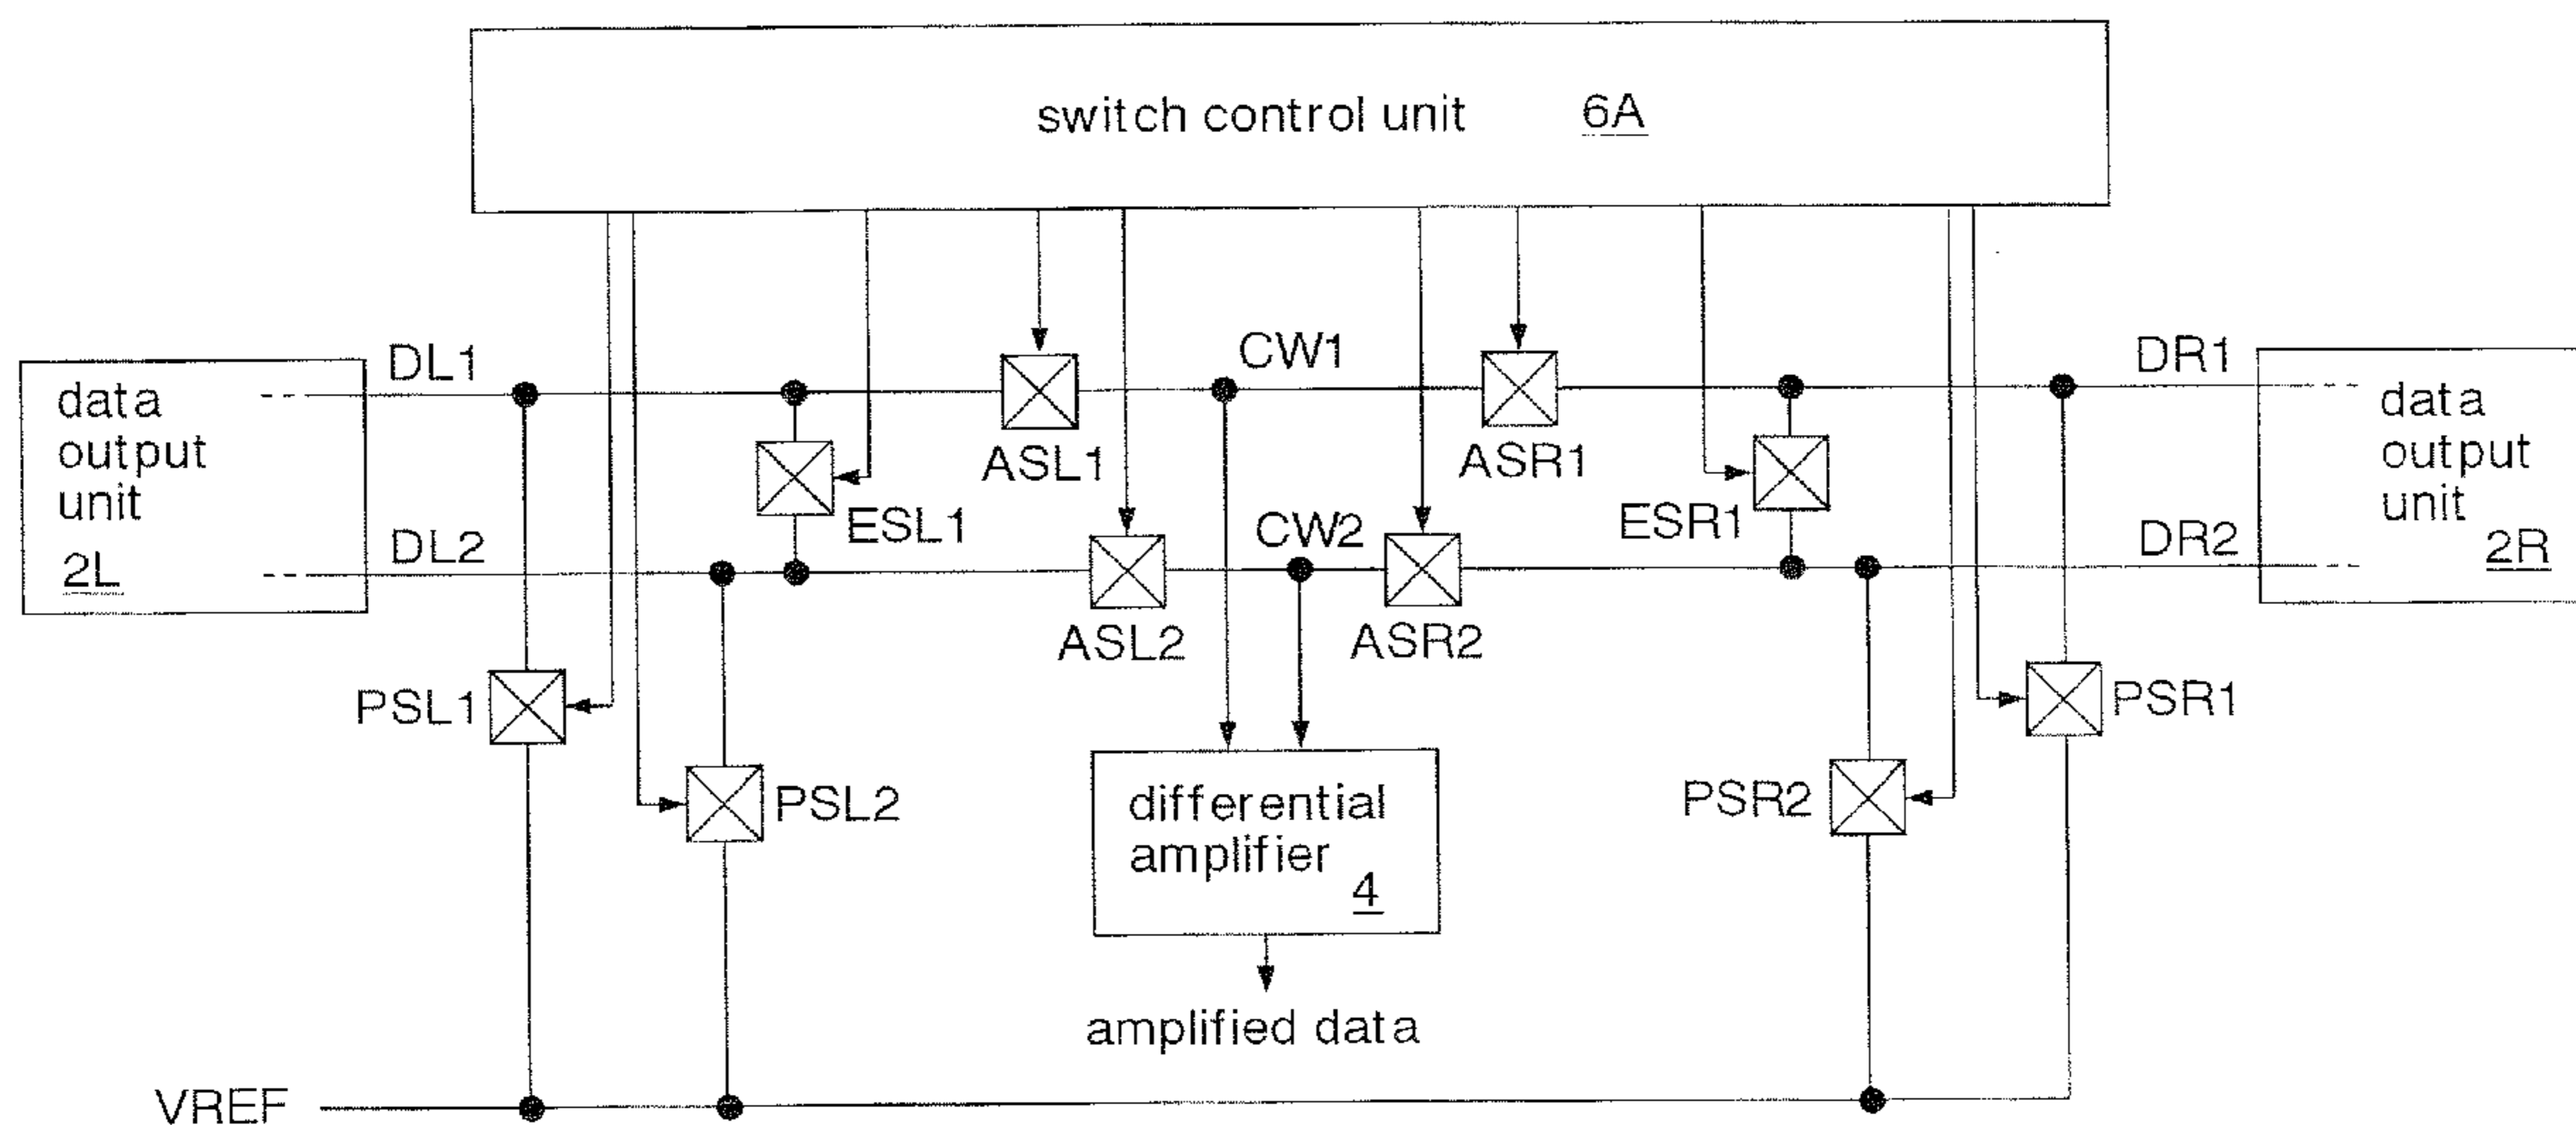 switch control unit 6A
DL1
CW1
DR1
data
output
unit
2L
data
output
unit
2R
ASL1
ASR1
ESL1
ESR1
DL2
CW2
DR2
ASL2
ASR2
PSL1
PSR1
PSL2
PSR2
differential
amplifier
4
amplified data
VREF